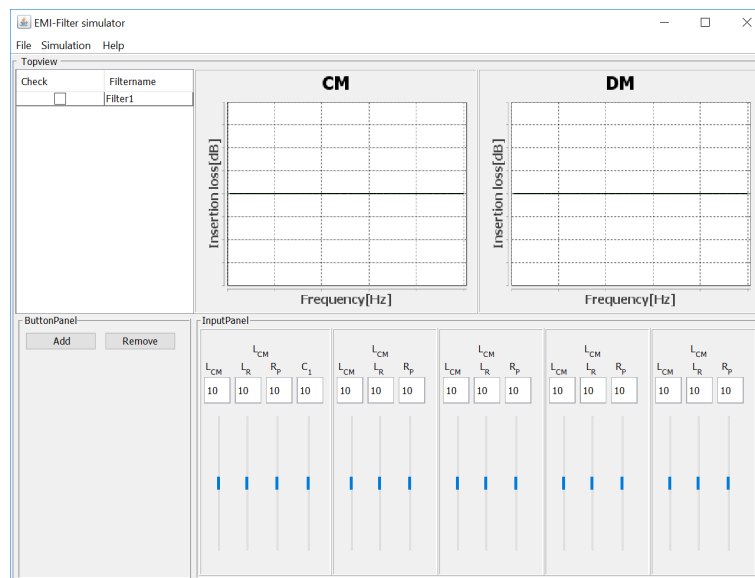 EMI-Filter simulator
File Simulation Help
Topview
Check Filtername
Filter1
CM
Insertion loss[dB]
Frequency[Hz]
DM
Insertion loss[dB]
Frequency[Hz]
ButtonPanel
Add Remove
InputPanel
LCM
LCM LR RP C1
10 10 10 10
LCM
LCM LR RP
10 10 10
LCM
LCM LR RP
10 10 10
LCM
LCM LR RP
10 10 10
LCM
LCM LR RP
10 10 10